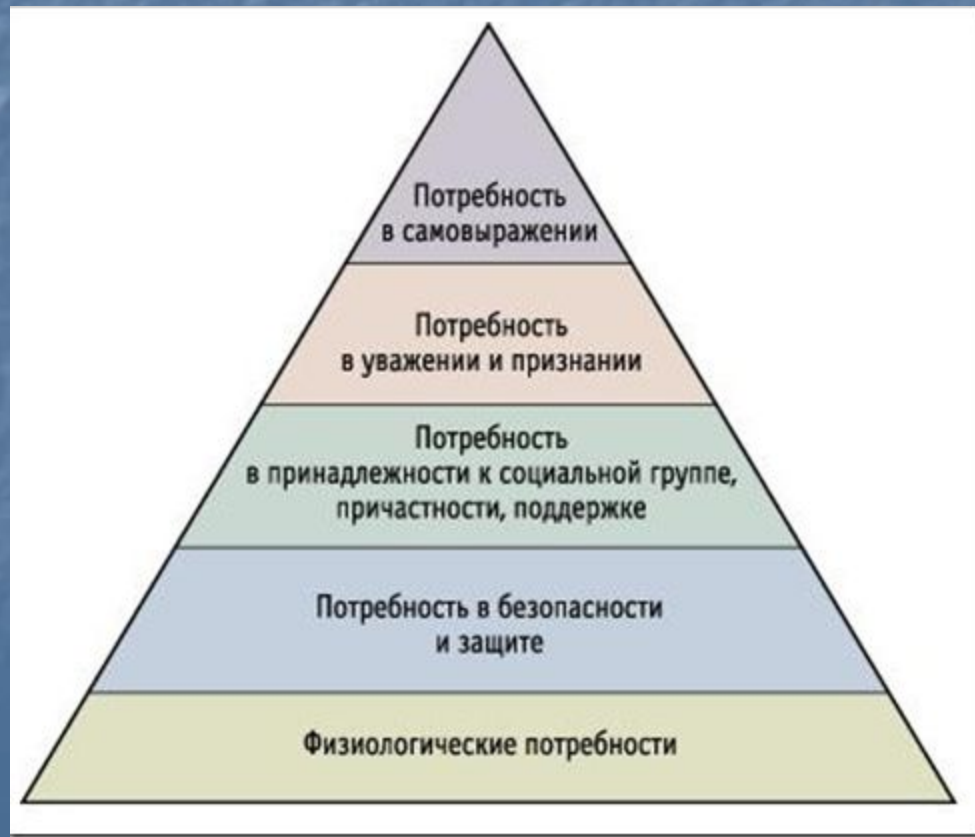 Потребность
в самовыражении
Потребность
в уважении и признании
Потребность
в принадлежности к социальной группе,
причастности, поддержке
Потребность в безопасности
и защите
Физиологические потребности